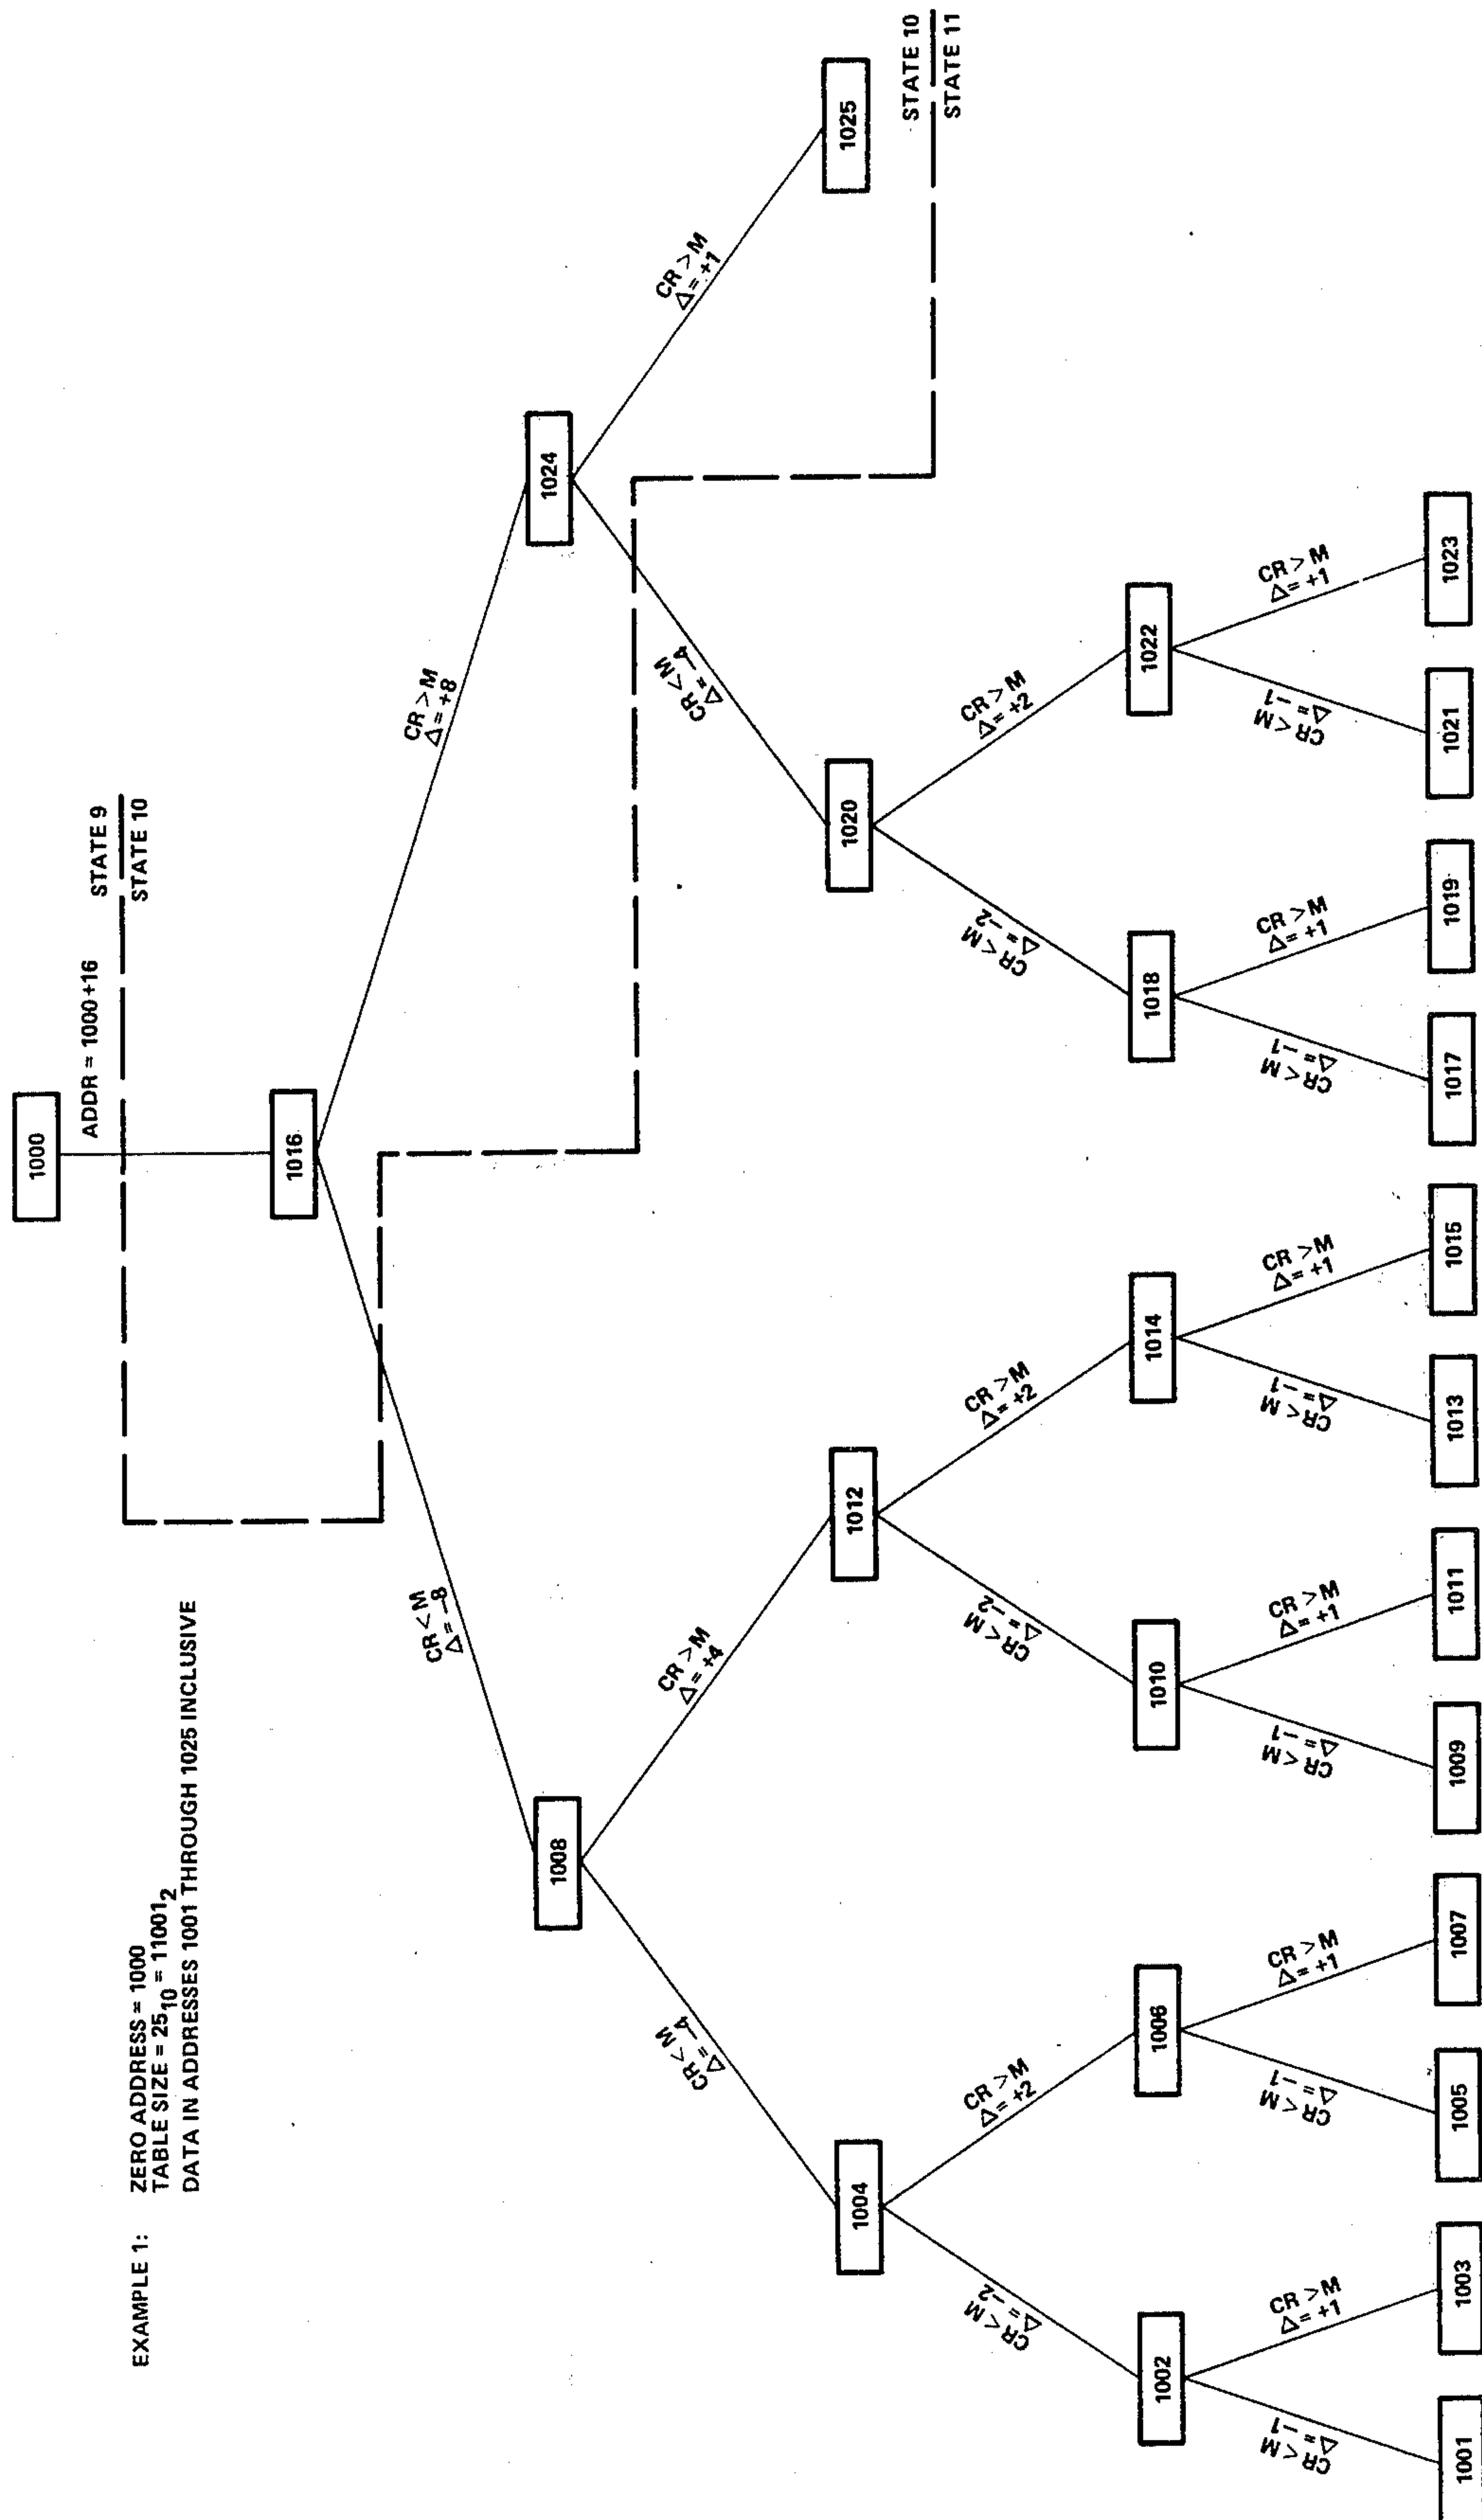 EXAMPLE 1: ZERO ADDRESS = 1000
TABLE SIZE = 25₁₀ = 11001₂
DATA IN ADDRESSES 1001 THROUGH 1025 INCLUSIVE
1000
ADDR = 1000+16
STATE 9
STATE 10
1016
CR < M
Δ = –8
CR > M
Δ = +8
1008
1024
CR < M
Δ = –4
CR > M
Δ = +4
CR < M
Δ = –4
CR > M
Δ = +1
1004
1012
1020
1025
STATE 10
STATE 11
CR < M
Δ = –2
CR > M
Δ = +2
CR < M
Δ = –2
CR > M
Δ = +2
CR < M
Δ = –2
CR > M
Δ = +2
1002
1006
1010
1014
1018
1022
CR < M
Δ = –1
CR > M
Δ = +1
CR < M
Δ = –1
CR > M
Δ = +1
CR < M
Δ = –1
CR > M
Δ = +1
CR < M
Δ = –1
CR > M
Δ = +1
CR < M
Δ = –1
CR > M
Δ = +1
CR < M
Δ = –1
CR > M
Δ = +1
1001
1003
1005
1007
1009
1011
1013
1015
1017
1019
1021
1023